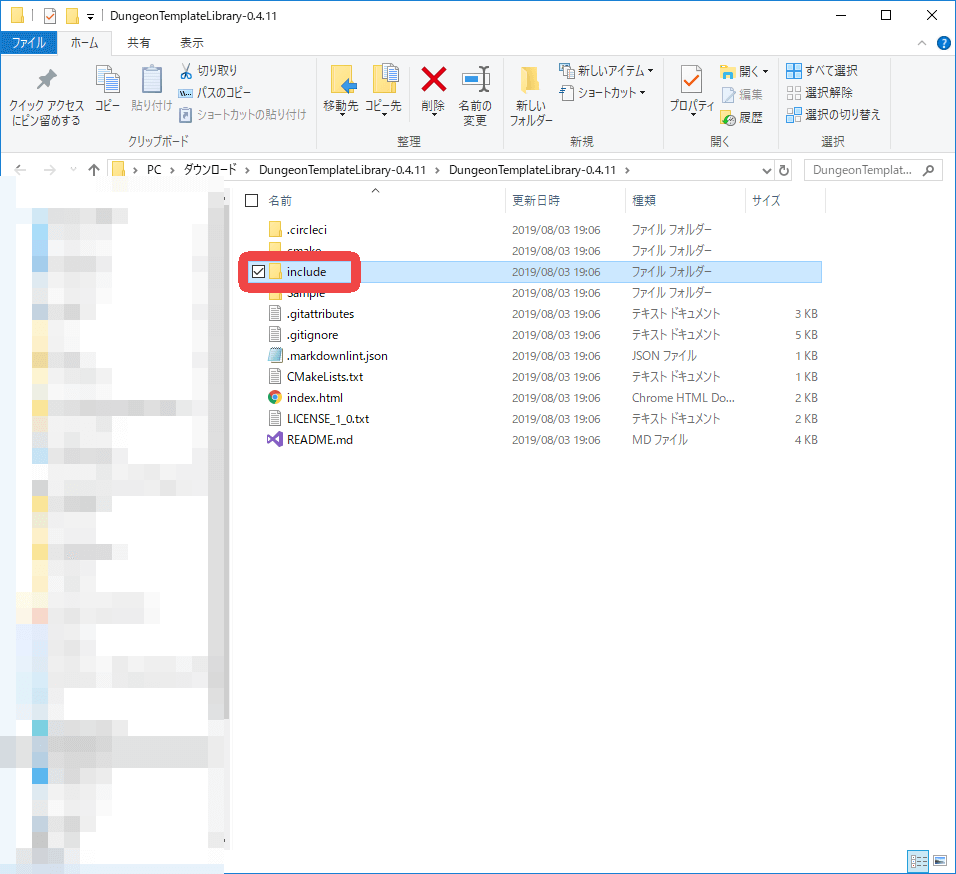 DungeonTemplateLibrary-0.4.11
ファイル ホーム 共有 表示
クイック アクセス
にピン留めする
コピー
貼り付け
切り取り
パスのコピー
ショートカットの貼り付け
クリップボード
移動先
コピー先
削除
名前の
変更
整理
新しい
フォルダー
新しいアイテム
ショートカット
新規
プロパティ
開く
編集
履歴
開く
すべて選択
選択解除
選択の切り替え
選択
PC › ダウンロード › DungeonTemplateLibrary-0.4.11 › DungeonTemplateLibrary-0.4.11 ›
DungeonTemplat...
名前 更新日時 種類 サイズ
.circleci 2019/08/03 19:06 ファイル フォルダー
cmake 2019/08/03 19:06 ファイル フォルダー
include 2019/08/03 19:06 ファイル フォルダー
Sample 2019/08/03 19:06 ファイル フォルダー
.gitattributes 2019/08/03 19:06 テキスト ドキュメント 3 KB
.gitignore 2019/08/03 19:06 テキスト ドキュメント 5 KB
.markdownlint.json 2019/08/03 19:06 JSON ファイル 1 KB
CMakeLists.txt 2019/08/03 19:06 テキスト ドキュメント 1 KB
index.html 2019/08/03 19:06 Chrome HTML Do... 2 KB
LICENSE_1_0.txt 2019/08/03 19:06 テキスト ドキュメント 2 KB
README.md 2019/08/03 19:06 MD ファイル 4 KB